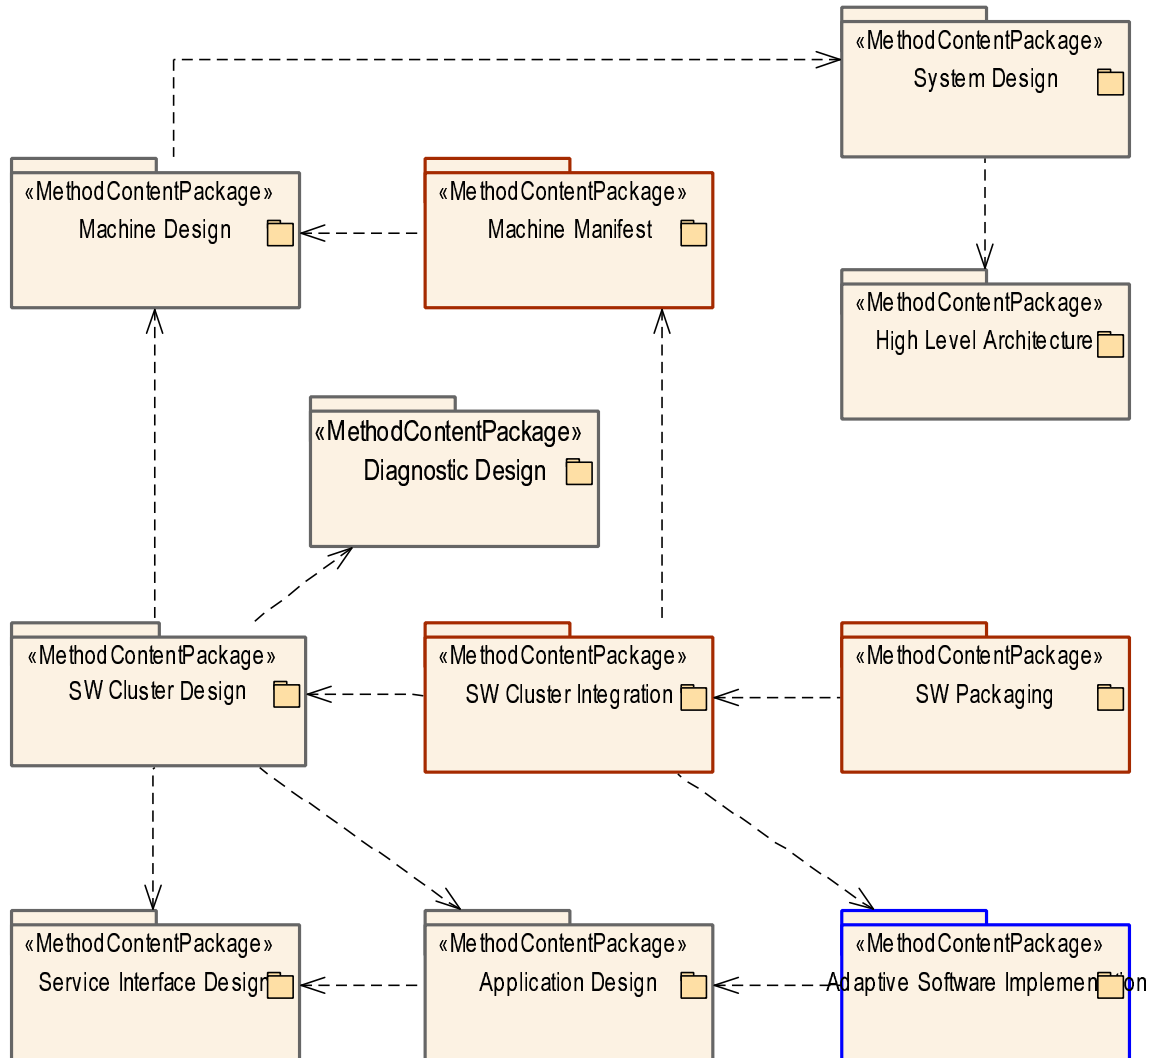 «MethodContentPackage»
System Design
«MethodContentPackage»
Machine Design
«MethodContentPackage»
Machine Manifest
«MethodContentPackage»
High Level Architecture
«MethodContentPackage»
Diagnostic Design
«MethodContentPackage»
SW Cluster Design
«MethodContentPackage»
SW Cluster Integration
«MethodContentPackage»
SW Packaging
«MethodContentPackage»
Service Interface Design
«MethodContentPackage»
Application Design
«MethodContentPackage»
Adaptive Software Implementation